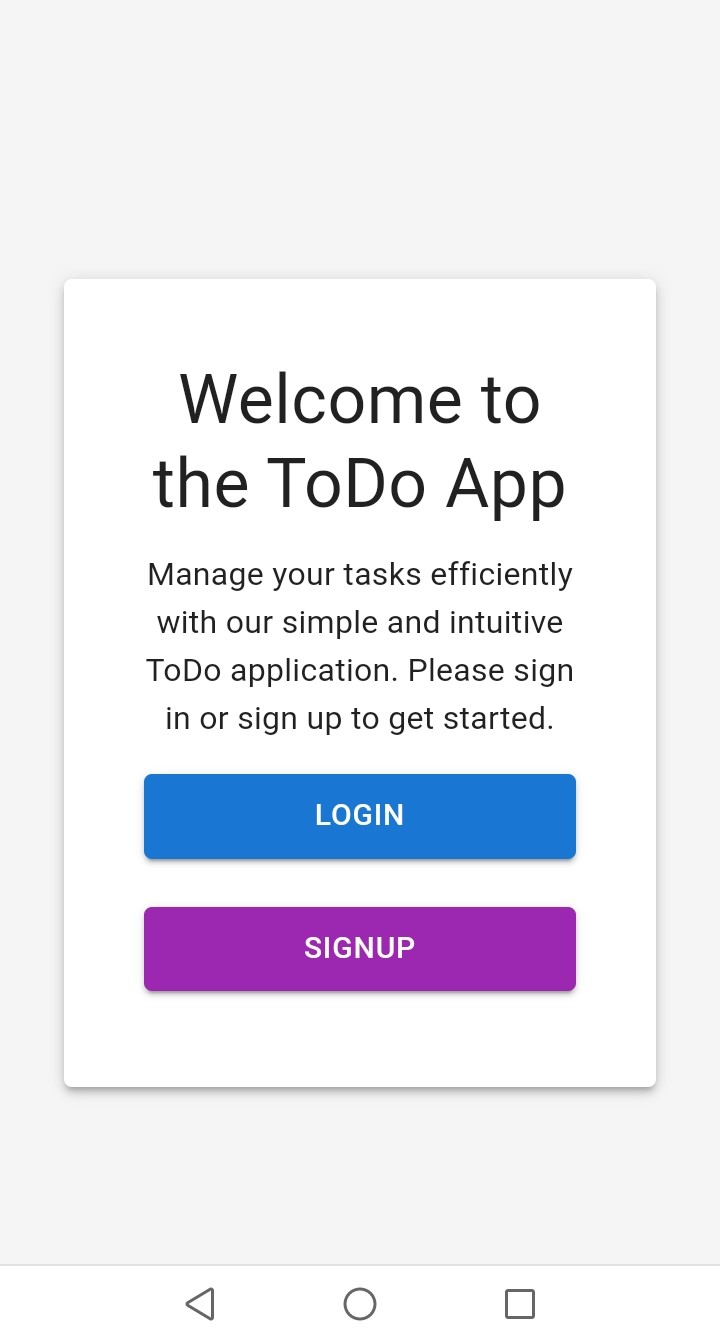 Welcome to
the ToDo App
Manage your tasks efficiently
with our simple and intuitive
ToDo application. Please sign
in or sign up to get started.
LOGIN
SIGNUP